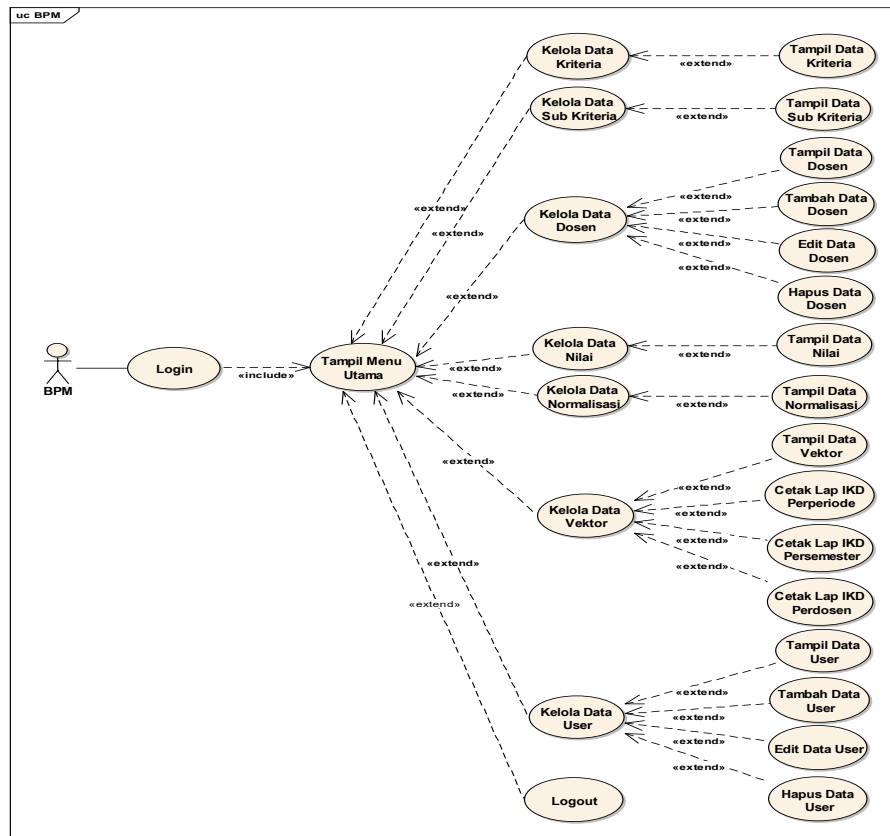 uc BPM
Kelola Data
Kriteria
«extend»
Tampil Data
Kriteria
Kelola Data
Sub Kriteria
«extend»
Tampil Data
Sub Kriteria
«extend»
«extend»
«extend»
Kelola Data
Dosen
«extend»
«extend»
«extend»
«extend»
Tampil Data
Dosen
Tambah Data
Dosen
Edit Data
Dosen
Hapus Data
Dosen
BPM
Login
«include»
Tampil Menu
Utama
«extend»
Kelola Data
Nilai
«extend»
Tampil Data
Nilai
«extend»
Kelola Data
Normalisasi
«extend»
Tampil Data
Normalisasi
«extend»
Kelola Data
Vektor
«extend»
«extend»
«extend»
«extend»
Tampil Data
Vektor
Cetak Lap IKD
Perperiode
Cetak Lap IKD
Persemester
Cetak Lap IKD
Perdosen
«extend»
«extend»
Kelola Data
User
«extend»
«extend»
«extend»
«extend»
Tampil Data
User
Tambah Data
User
Edit Data User
Hapus Data
User
Logout